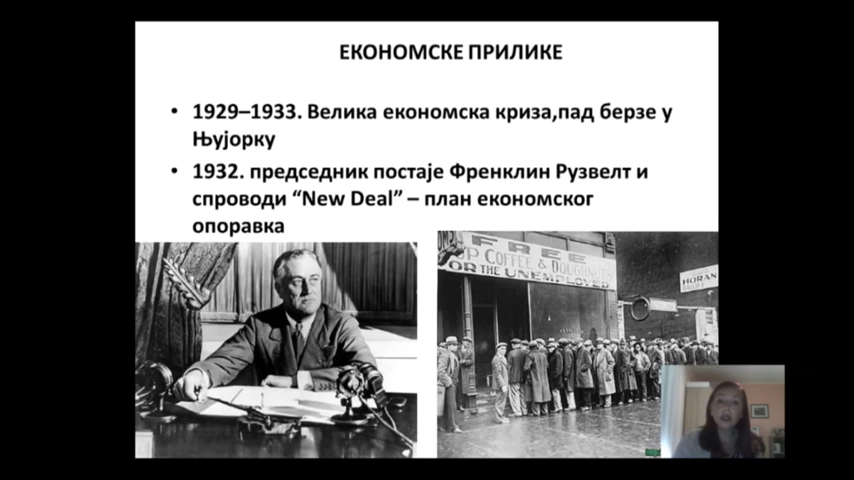 ЕКОНОМСКЕ ПРИЛИКЕ
• 1929–1933. Велика економска криза,пад берзе у
Њујорку
• 1932. председник постаје Френклин Рузвелт и
спроводи “New Deal” – план економског
опоравка
FREE
COFFEE & DOUGHNUTS
FOR THE UNEMPLOYED
HORAN